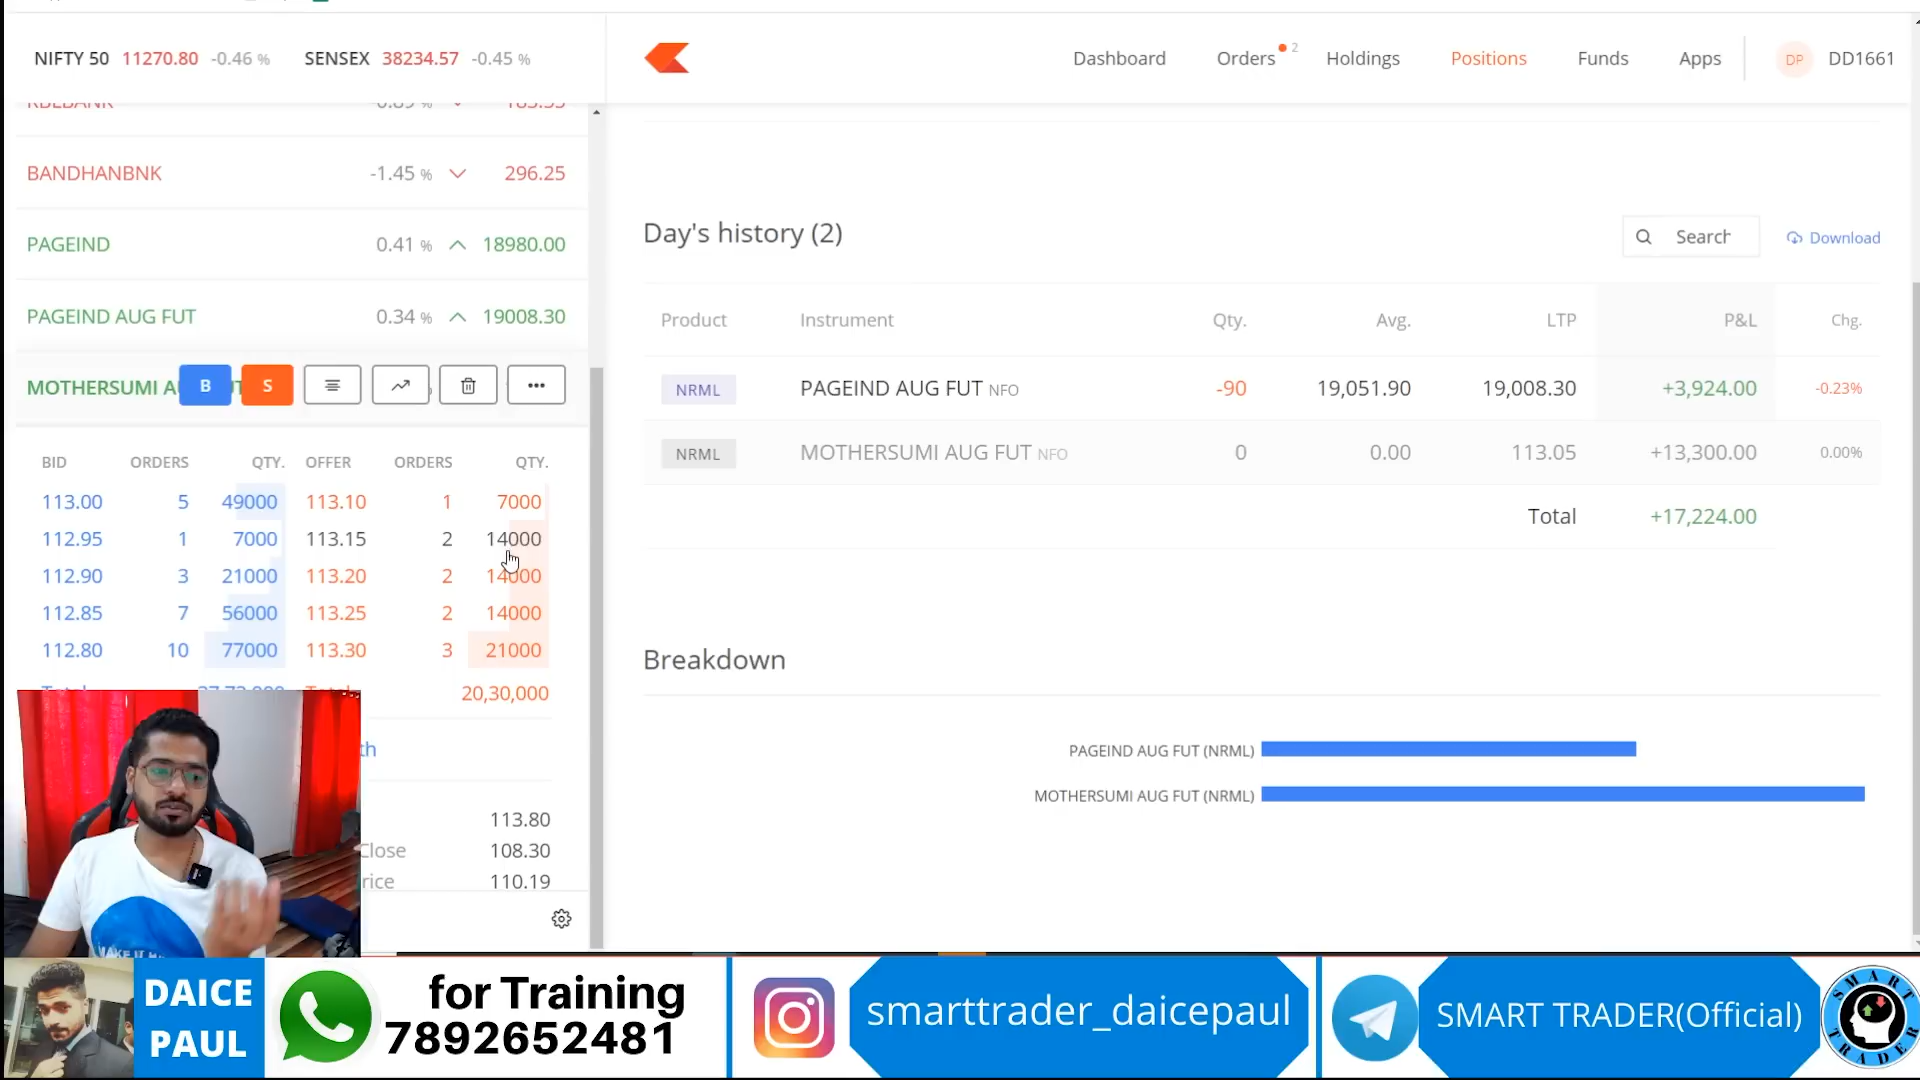 NIFTY 50 11270.80 -0.46 % SENSEX 38234.57 -0.45 %
Dashboard Orders 2 Holdings Positions Funds Apps DP DD1661
RBLBANK -0.89 % 183.35
BANDHANBNK -1.45 % 296.25
PAGEIND 0.41 % 18980.00
PAGEIND AUG FUT 0.34 % 19008.30
MOTHERSUMI B S
BID ORDERS QTY. OFFER ORDERS QTY.
113.00 5 49000 113.10 1 7000
112.95 1 7000 113.15 2 14000
112.90 3 21000 113.20 2 14000
112.85 7 56000 113.25 2 14000
112.80 10 77000 113.30 3 21000
20,30,000
113.80
Close 108.30
110.19
Day's history (2)
Search Download
Product Instrument Qty. Avg. LTP P&L Chg.
NRML PAGEIND AUG FUT NFO -90 19,051.90 19,008.30 +3,924.00 -0.23%
NRML MOTHERSUMI AUG FUT NFO 0 0.00 113.05 +13,300.00 0.00%
Total +17,224.00
Breakdown
PAGEIND AUG FUT (NRML)
MOTHERSUMI AUG FUT (NRML)
DAICE
PAUL
for Training
7892652481
smarttrader_daicepaul
SMART TRADER(Official)
SMART
TRADER